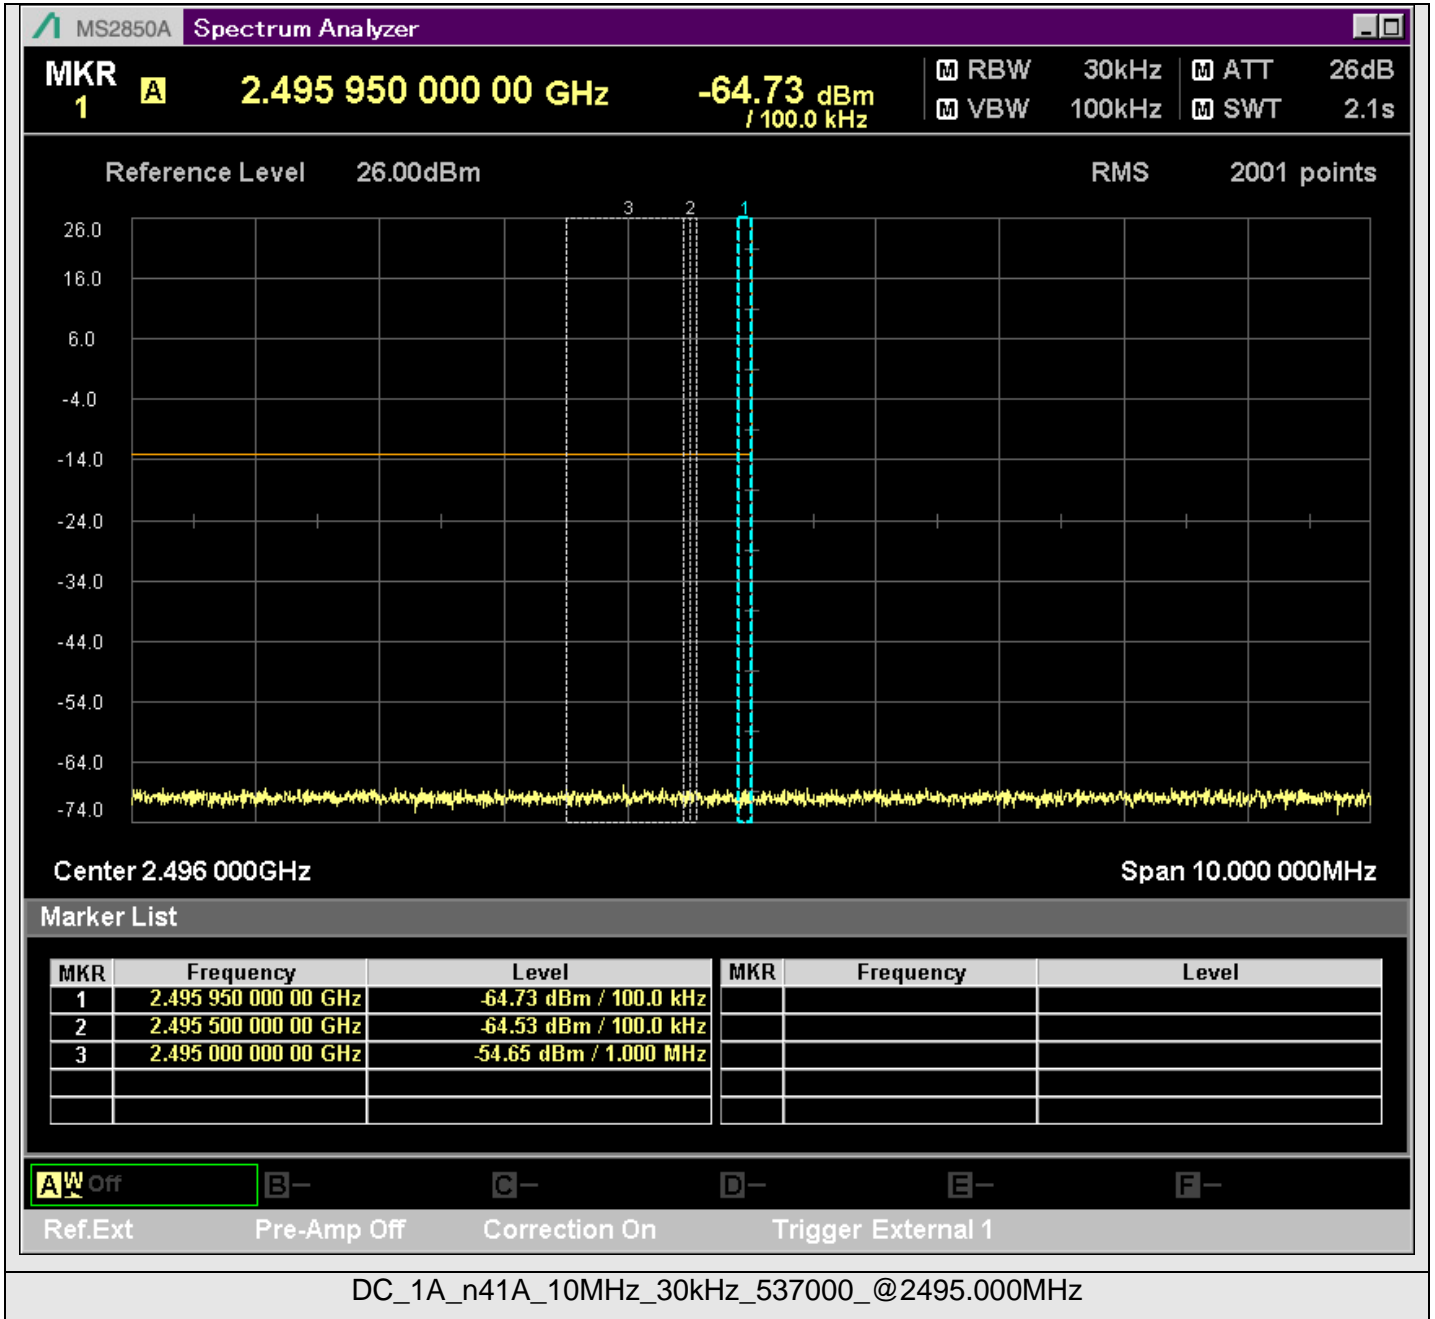 MS2850A Spectrum Analyzer
MKR 1 A 2.495 950 000 00 GHz -64.73 dBm / 100.0 kHz
M RBW 30kHz M ATT 26dB
M VBW 100kHz M SWT 2.1s
Reference Level 26.00dBm RMS 2001 points
3 2 1
26.0
16.0
6.0
-4.0
-14.0
-24.0
-34.0
-44.0
-54.0
-64.0
-74.0
Center 2.496 000GHz Span 10.000 000MHz
Marker List
MKR Frequency Level MKR Frequency Level
1 2.495 950 000 00 GHz -64.73 dBm / 100.0 kHz
2 2.495 500 000 00 GHz -64.53 dBm / 100.0 kHz
3 2.495 000 000 00 GHz -54.65 dBm / 1.000 MHz
A W Off B – C – D – E – F –
Ref.Ext Pre-Amp Off Correction On Trigger External 1
DC_1A_n41A_10MHz_30kHz_537000_@2495.000MHz